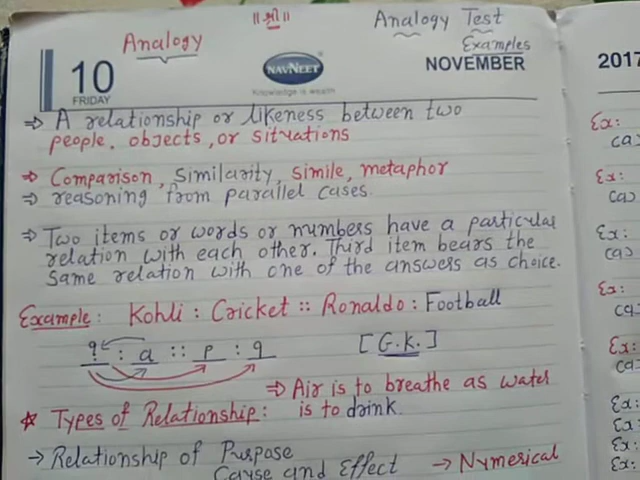 ॥श्री॥
Analogy
Analogy Test
Examples
10
FRIDAY
NAVNEET
Knowledge is wealth
NOVEMBER
2017
⇒ A relationship or likeness between two
people, objects, or situations
⇒ Comparison, Similarity, simile, metaphor
⇒ reasoning from parallel cases.
⇒ Two items or words or numbers have a particular
relation with each other. Third item bears the
same relation with one of the answers as choice.
Example: Kohli : Cricket :: Ronaldo : Football
? : a :: p : q
[G.K.]
⇒ Air is to breathe as water
is to drink.
* Types of Relationship:
→ Relationship of Purpose
Cause and Effect → Numerical
Ex:
(a)
Ex:
(a)
Ex:
(a)
Ex:
(a)
Ex:
(a)
Ex:
Ex:
Ex:
Ex: